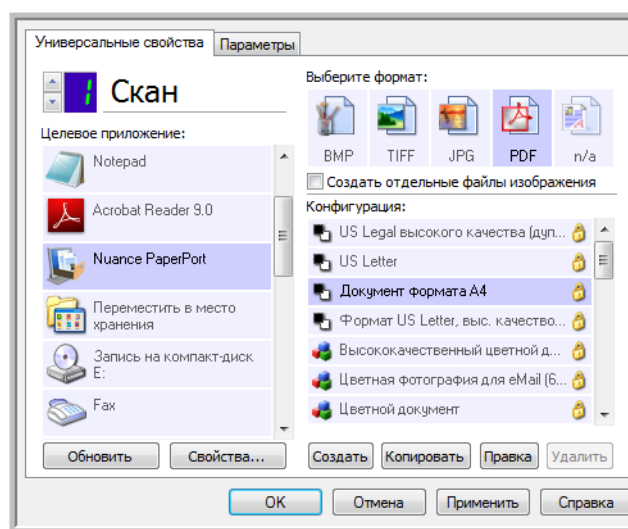 Универсальные свойства
Параметры
1
Скан
Целевое приложение:
Notepad
Acrobat Reader 9.0
Nuance PaperPort
Переместить в место
хранения
Запись на компакт-диск
E:
Fax
Обновить
Свойства...
Выберите формат:
BMP
TIFF
JPG
PDF
n/a
Создать отдельные файлы изображения
Конфигурация:
US Legal высокого качества (дуп...
US Letter
Документ формата A4
Формат US Letter, выс. качество...
Высококачественный цветной д...
Цветная фотография для eMail (6...
Цветной документ
Создать
Копировать
Правка
Удалить
OK
Отмена
Применить
Справка